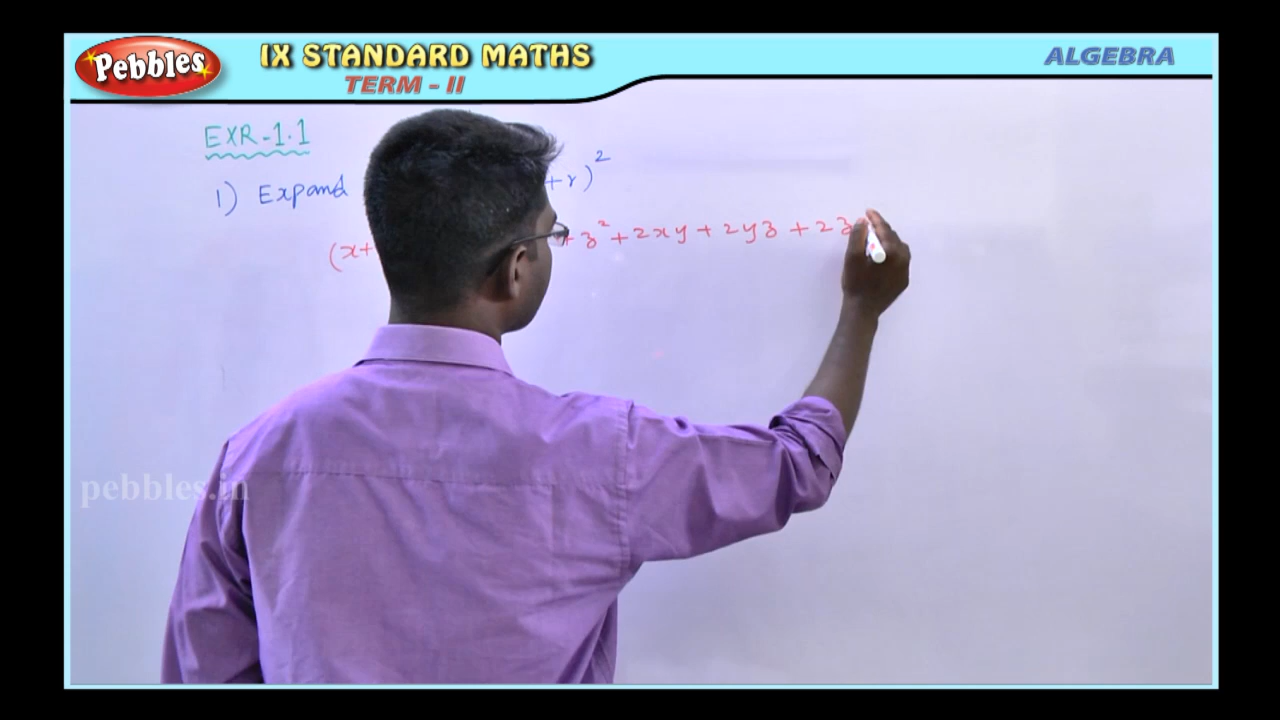 Pebbles IX STANDARD MATHS ALGEBRA
TERM - II
EXR-1.1
1) Expand +r)²
(x+ +z²+2xy+2yz+2z
pebbles.in